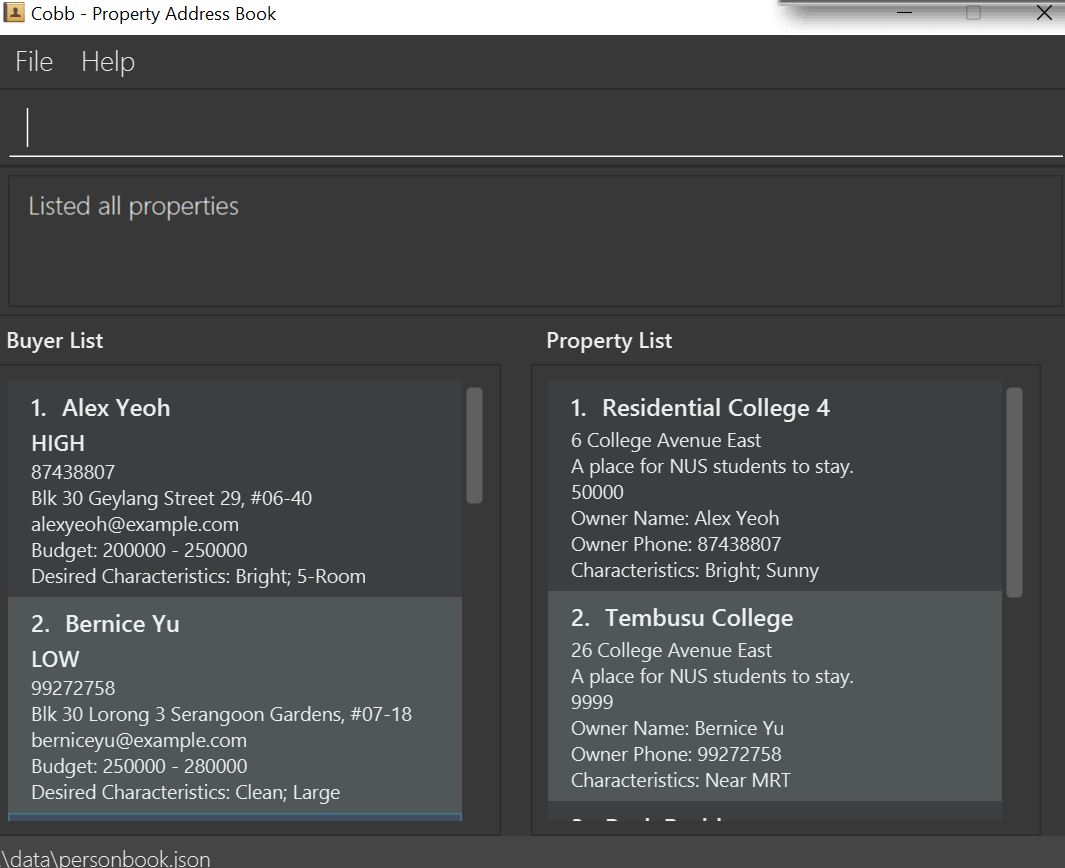 Cobb - Property Address Book
File Help
Listed all properties
Buyer List
1. Alex Yeoh
HIGH
87438807
Blk 30 Geylang Street 29, #06-40
alexyeoh@example.com
Budget: 200000 - 250000
Desired Characteristics: Bright; 5-Room
2. Bernice Yu
LOW
99272758
Blk 30 Lorong 3 Serangoon Gardens, #07-18
berniceyu@example.com
Budget: 250000 - 280000
Desired Characteristics: Clean; Large
Property List
1. Residential College 4
6 College Avenue East
A place for NUS students to stay.
50000
Owner Name: Alex Yeoh
Owner Phone: 87438807
Characteristics: Bright; Sunny
2. Tembusu College
26 College Avenue East
A place for NUS students to stay.
9999
Owner Name: Bernice Yu
Owner Phone: 99272758
Characteristics: Near MRT
\data\personbook.json